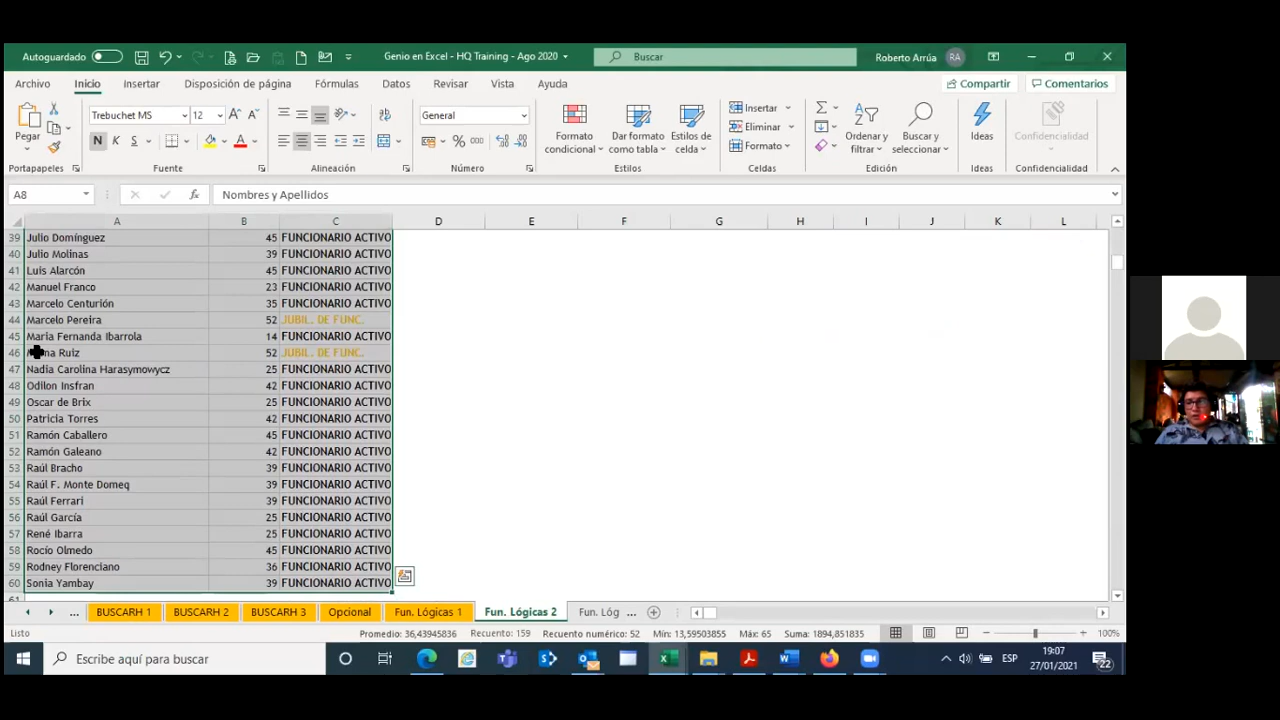 Autoguardado
Genio en Excel - HQ Training - Ago 2020
Buscar
Roberto Arrúa RA
Archivo Inicio Insertar Disposición de página Fórmulas Datos Revisar Vista Ayuda
Compartir Comentarios
Pegar
Trebuchet MS 12
N K S
General
% 000
Formato condicional
Dar formato como tabla
Estilos de celda
Insertar
Eliminar
Formato
Ordenar y filtrar
Buscar y seleccionar
Ideas
Confidencialidad
Portapapeles Fuente Alineación Número Estilos Celdas Edición Ideas Confidencialidad
A8 fx Nombres y Apellidos
A B C D E F G H I J K L
39 Julio Domínguez 45 FUNCIONARIO ACTIVO
40 Julio Molinas 39 FUNCIONARIO ACTIVO
41 Luis Alarcón 45 FUNCIONARIO ACTIVO
42 Manuel Franco 23 FUNCIONARIO ACTIVO
43 Marcelo Centurión 35 FUNCIONARIO ACTIVO
44 Marcelo Pereira 52 JUBIL. DE FUNC.
45 Maria Fernanda Ibarrola 14 FUNCIONARIO ACTIVO
46 Ruiz 52 JUBIL. DE FUNC.
47 Nadia Carolina Harasymowycz 25 FUNCIONARIO ACTIVO
48 Odilon Insfran 42 FUNCIONARIO ACTIVO
49 Oscar de Brix 25 FUNCIONARIO ACTIVO
50 Patricia Torres 42 FUNCIONARIO ACTIVO
51 Ramón Caballero 45 FUNCIONARIO ACTIVO
52 Ramón Galeano 42 FUNCIONARIO ACTIVO
53 Raúl Bracho 39 FUNCIONARIO ACTIVO
54 Raúl F. Monte Domeq 39 FUNCIONARIO ACTIVO
55 Raúl Ferrari 39 FUNCIONARIO ACTIVO
56 Raúl García 25 FUNCIONARIO ACTIVO
57 René Ibarra 25 FUNCIONARIO ACTIVO
58 Rocío Olmedo 45 FUNCIONARIO ACTIVO
59 Rodney Florenciano 36 FUNCIONARIO ACTIVO
60 Sonia Yambay 39 FUNCIONARIO ACTIVO
... BUSCARH 1 BUSCARH 2 BUSCARH 3 Opcional Fun. Lógicas 1 Fun. Lógicas 2 Fun. Lóg ...
Listo Promedio: 36,43945836 Recuento: 159 Recuento numérico: 52 Mín: 13,59503855 Máx: 65 Suma: 1894,851835 100%
Escribe aquí para buscar
ESP
19:07
27/01/2021
22